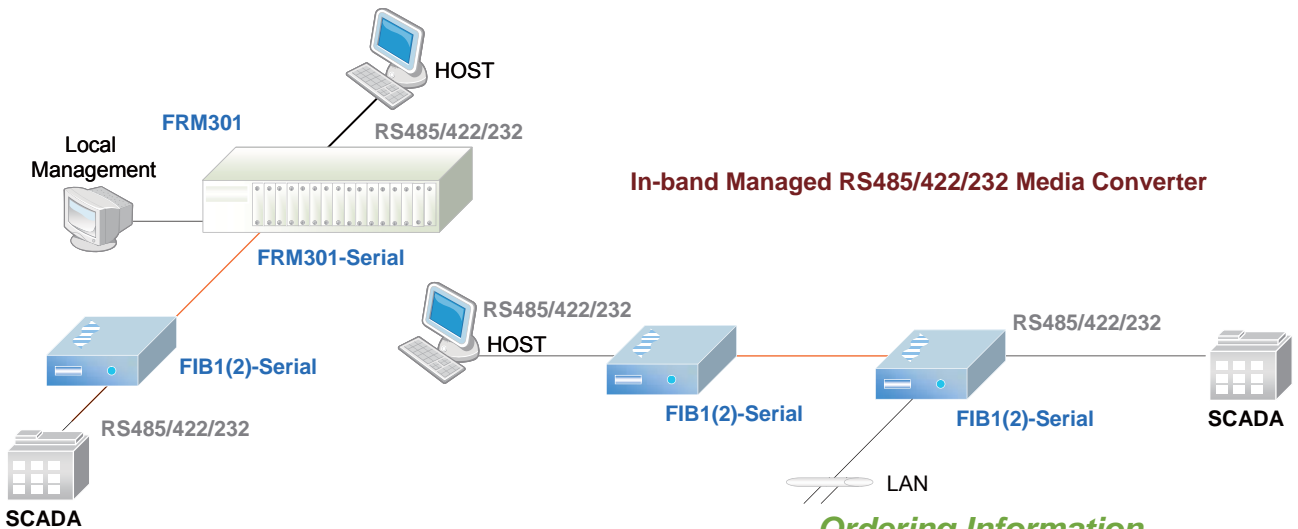 HOST
FRM301
RS485/422/232
Local
Management
In-band Managed RS485/422/232 Media Converter
FRM301-Serial
FIB1(2)-Serial
RS485/422/232
SCADA
RS485/422/232
HOST
FIB1(2)-Serial
RS485/422/232
FIB1(2)-Serial
SCADA
LAN
Ordering Information